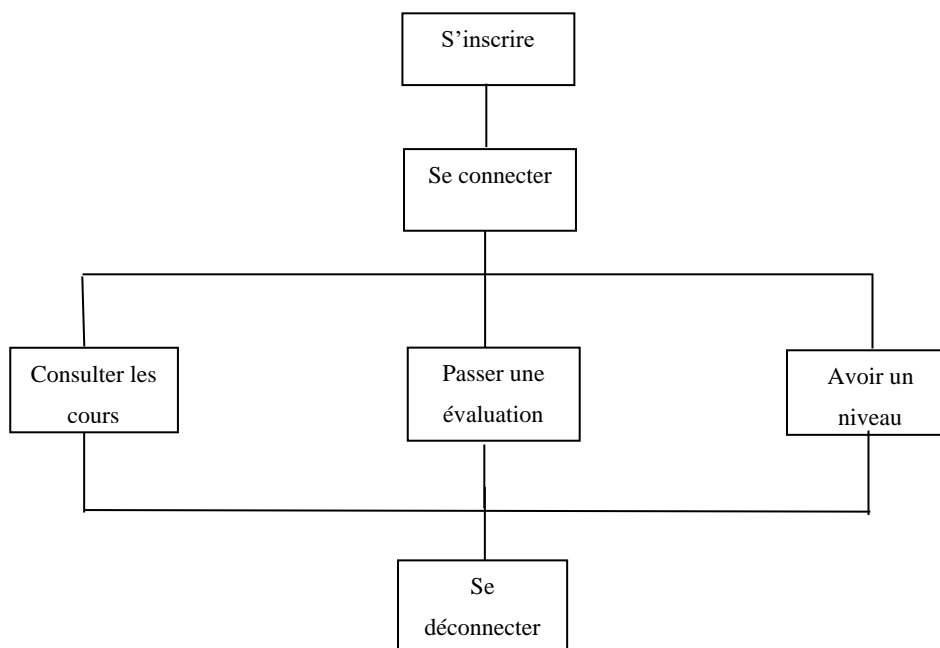 S’inscrire
Se connecter
Consulter les
cours
Passer une
évaluation
Avoir un
niveau
Se
déconnecter